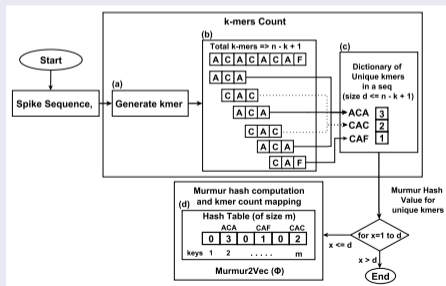 k-mers Count
(b)
Total k-mers => n - k + 1
A C A C A C A F
A C A
C A C
A C A
C A C
A C A
C A F
(c)
Dictionary of
Unique kmers
in a seq
(size d <= n - k + 1)
ACA 3
CAC 2
CAF 1
Start
Spike Sequence,
(a)
Generate kmer
Murmur hash computation
and kmer count mapping
(d)
Hash Table (of size m)
ACA CAF CAC
0 3 0 1 0 2
keys 1 2 ..... m
Murmur2Vec (Φ)
Murmur Hash
Value for
unique kmers
for x=1 to d
x <= d
x > d
End